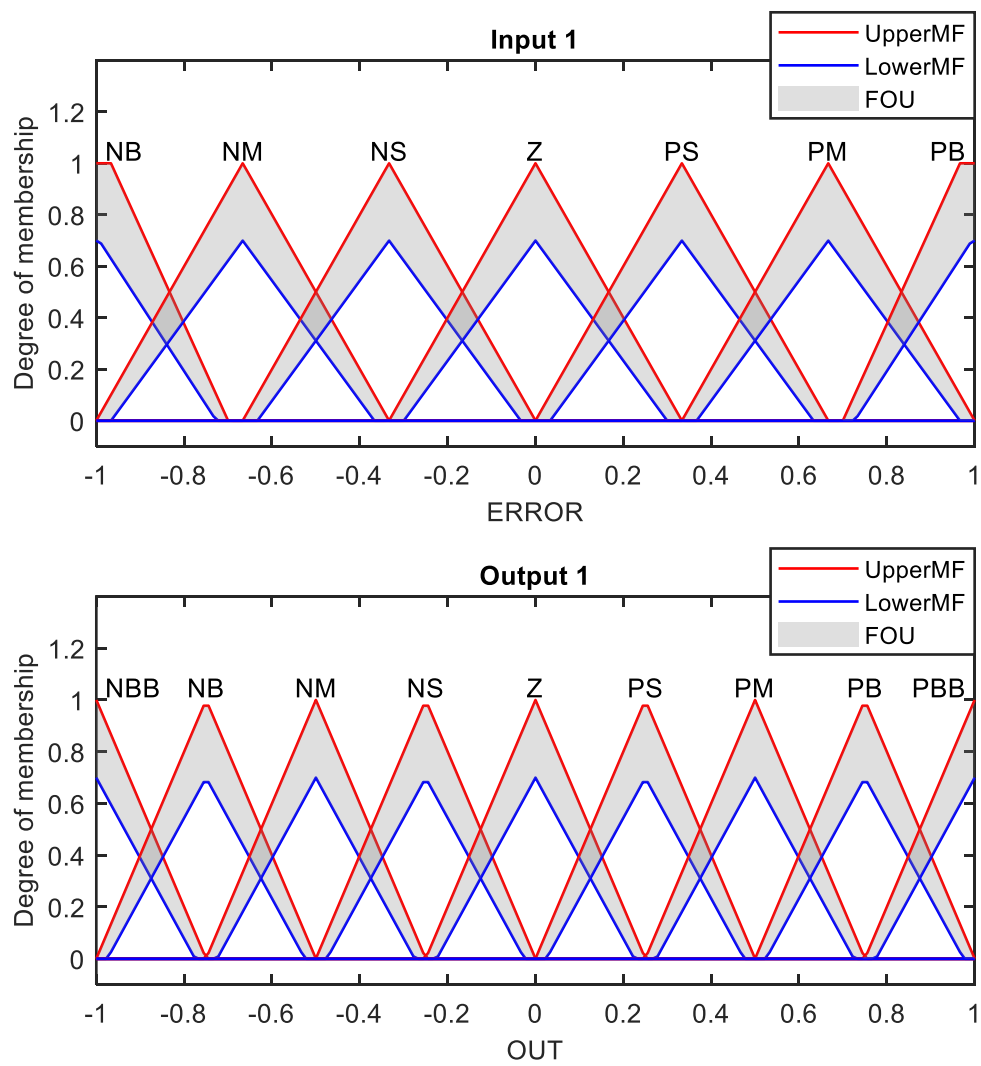 Input 1
UpperMF
LowerMF
FOU
NB NM NS Z PS PM PB
Degree of membership
1.2
1
0.8
0.6
0.4
0.2
0
-1 -0.8 -0.6 -0.4 -0.2 0 0.2 0.4 0.6 0.8 1
ERROR
Output 1
UpperMF
LowerMF
FOU
NBB NB NM NS Z PS PM PB PBB
Degree of membership
1.2
1
0.8
0.6
0.4
0.2
0
-1 -0.8 -0.6 -0.4 -0.2 0 0.2 0.4 0.6 0.8 1
OUT